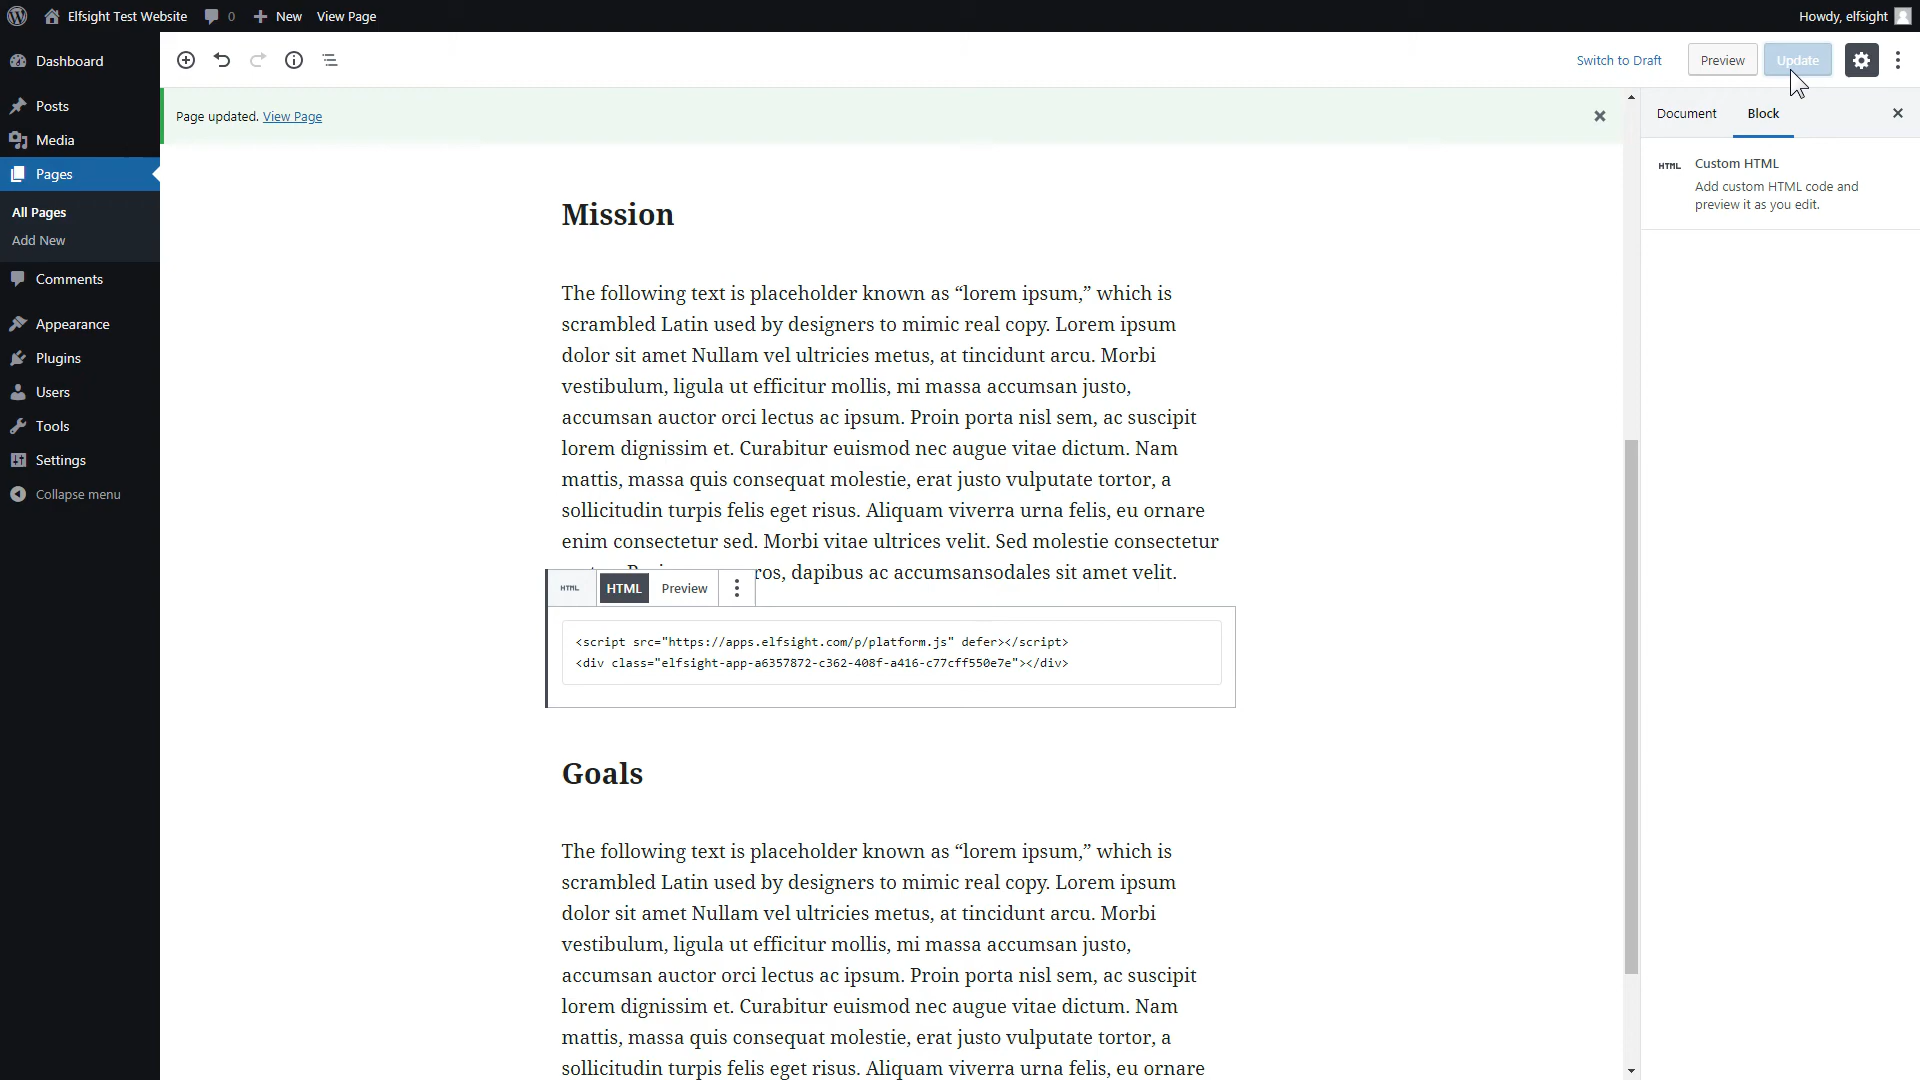 Elfsight Test Website
0
New
View Page
Howdy, elfsight
Dashboard
Posts
Media
Pages
All Pages
Add New
Comments
Appearance
Plugins
Users
Tools
Settings
Collapse menu
Switch to Draft
Preview
Update
Page updated. View Page
Document
Block
HTML
Custom HTML
Add custom HTML code and
preview it as you edit.
Mission
The following text is placeholder known as “lorem ipsum,” which is
scrambled Latin used by designers to mimic real copy. Lorem ipsum
dolor sit amet Nullam vel ultricies metus, at tincidunt arcu. Morbi
vestibulum, ligula ut efficitur mollis, mi massa accumsan justo,
accumsan auctor orci lectus ac ipsum. Proin porta nisl sem, ac suscipit
lorem dignissim et. Curabitur euismod nec augue vitae dictum. Nam
mattis, massa quis consequat molestie, erat justo vulputate tortor, a
sollicitudin turpis felis eget risus. Aliquam viverra urna felis, eu ornare
enim consectetur sed. Morbi vitae ultrices velit. Sed molestie consectetur
ros, dapibus ac accumsansodales sit amet velit.
HTML
HTML
Preview
<script src="https://apps.elfsight.com/p/platform.js" defer></script>
<div class="elfsight-app-a6357872-c362-408f-a416-c77cff550e7e"></div>
Goals
The following text is placeholder known as “lorem ipsum,” which is
scrambled Latin used by designers to mimic real copy. Lorem ipsum
dolor sit amet Nullam vel ultricies metus, at tincidunt arcu. Morbi
vestibulum, ligula ut efficitur mollis, mi massa accumsan justo,
accumsan auctor orci lectus ac ipsum. Proin porta nisl sem, ac suscipit
lorem dignissim et. Curabitur euismod nec augue vitae dictum. Nam
mattis, massa quis consequat molestie, erat justo vulputate tortor, a
sollicitudin turpis felis eget risus. Aliquam viverra urna felis, eu ornare